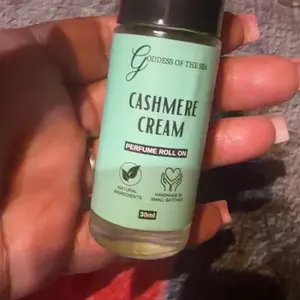 GODDESS OF THE SEA
CASHMERE
CREAM
PERFUME ROLL ON
NATURAL
INGREDIENTS
HANDMADE IN
SMALL BATCHES
30ml